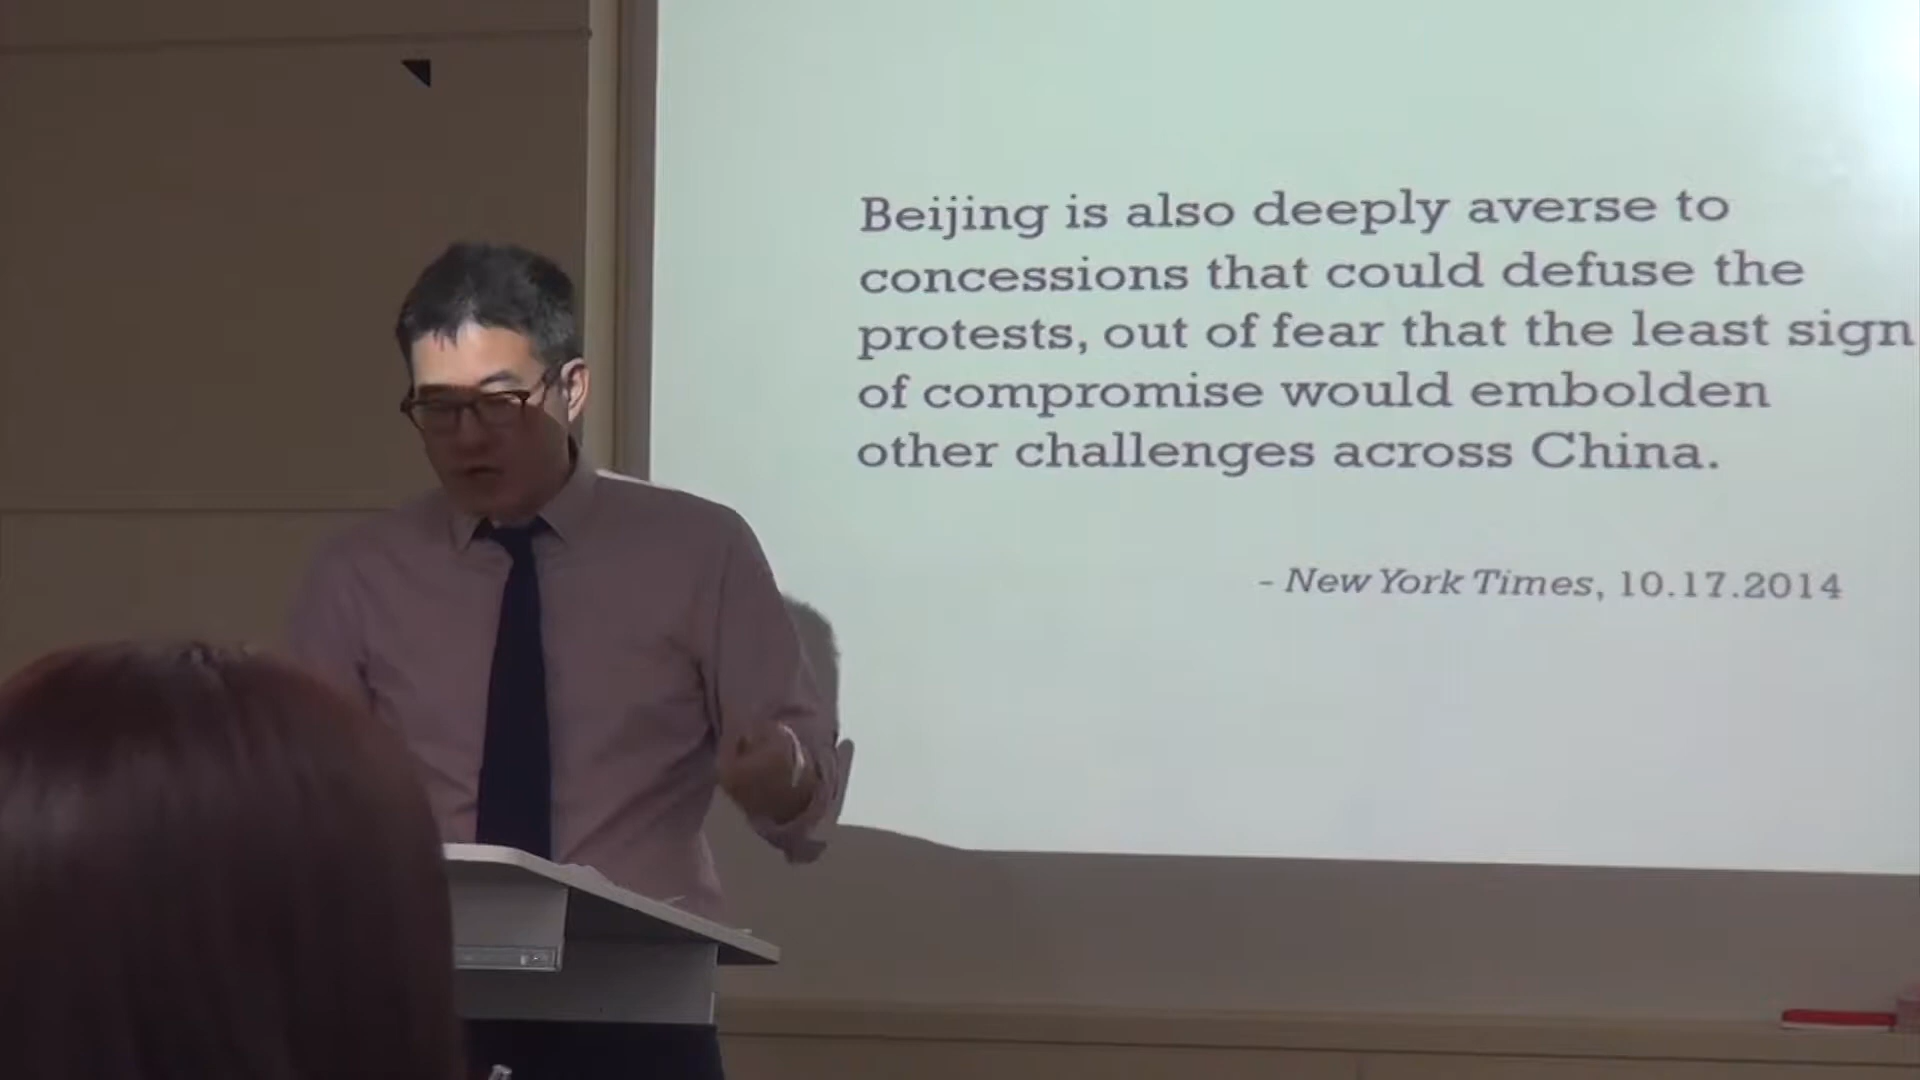 Beijing is also deeply averse to
concessions that could defuse the
protests, out of fear that the least sign
of compromise would embolden
other challenges across China.
- New York Times, 10.17.2014